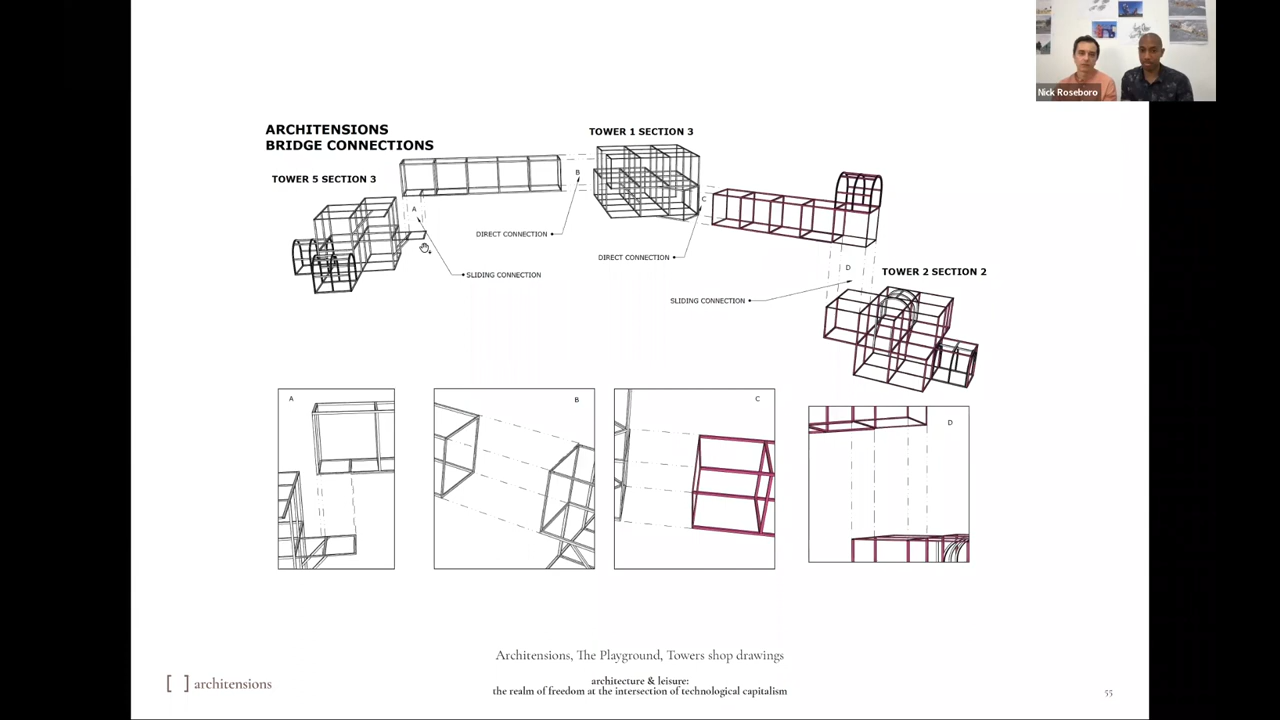 Nick Roseboro
ARCHITENSIONS
BRIDGE CONNECTIONS
TOWER 5 SECTION 3
TOWER 1 SECTION 3
B
C
A
DIRECT CONNECTION
DIRECT CONNECTION
SLIDING CONNECTION
D
TOWER 2 SECTION 2
SLIDING CONNECTION
A
B
C
D
Architensions, The Playground, Towers shop drawings
architecture & leisure:
the realm of freedom at the intersection of technological capitalism
[ ] architensions
55